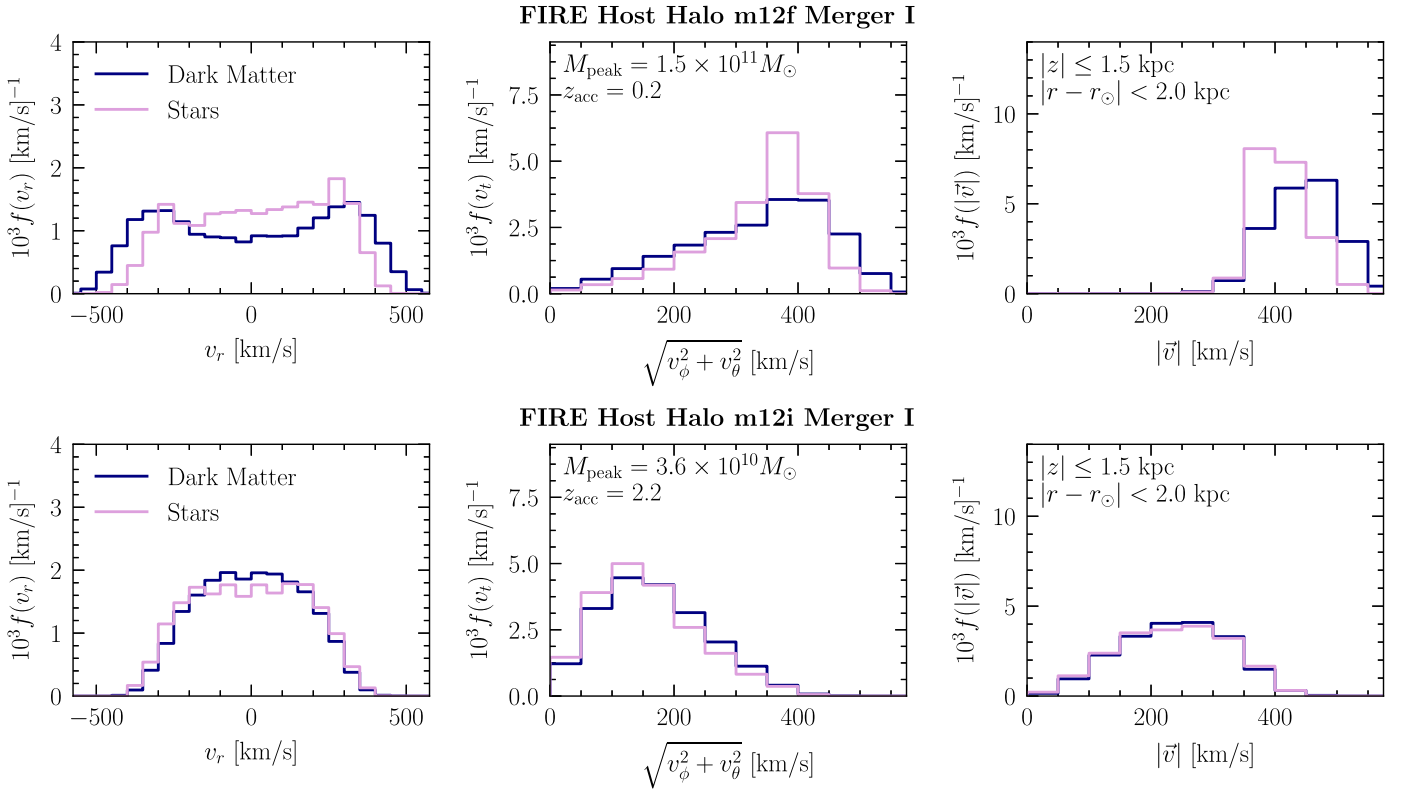 FIRE Host Halo m12f Merger I
4
3
2
1
0
10³f(v_r) [km/s]⁻¹
Dark Matter
Stars
−500
0
500
v_r [km/s]
7.5
5.0
2.5
0.0
10³f(v_t) [km/s]⁻¹
M_peak = 1.5 × 10¹¹M_⊙
z_acc = 0.2
0
200
400
√(v_ϕ² + v_θ²) [km/s]
10
5
0
10³f(|v⃗|) [km/s]⁻¹
|z| ≤ 1.5 kpc
|r − r_⊙| < 2.0 kpc
0
200
400
|v⃗| [km/s]
FIRE Host Halo m12i Merger I
4
3
2
1
0
10³f(v_r) [km/s]⁻¹
Dark Matter
Stars
−500
0
500
v_r [km/s]
7.5
5.0
2.5
0.0
10³f(v_t) [km/s]⁻¹
M_peak = 3.6 × 10¹⁰M_⊙
z_acc = 2.2
0
200
400
√(v_ϕ² + v_θ²) [km/s]
10
5
0
10³f(|v⃗|) [km/s]⁻¹
|z| ≤ 1.5 kpc
|r − r_⊙| < 2.0 kpc
0
200
400
|v⃗| [km/s]